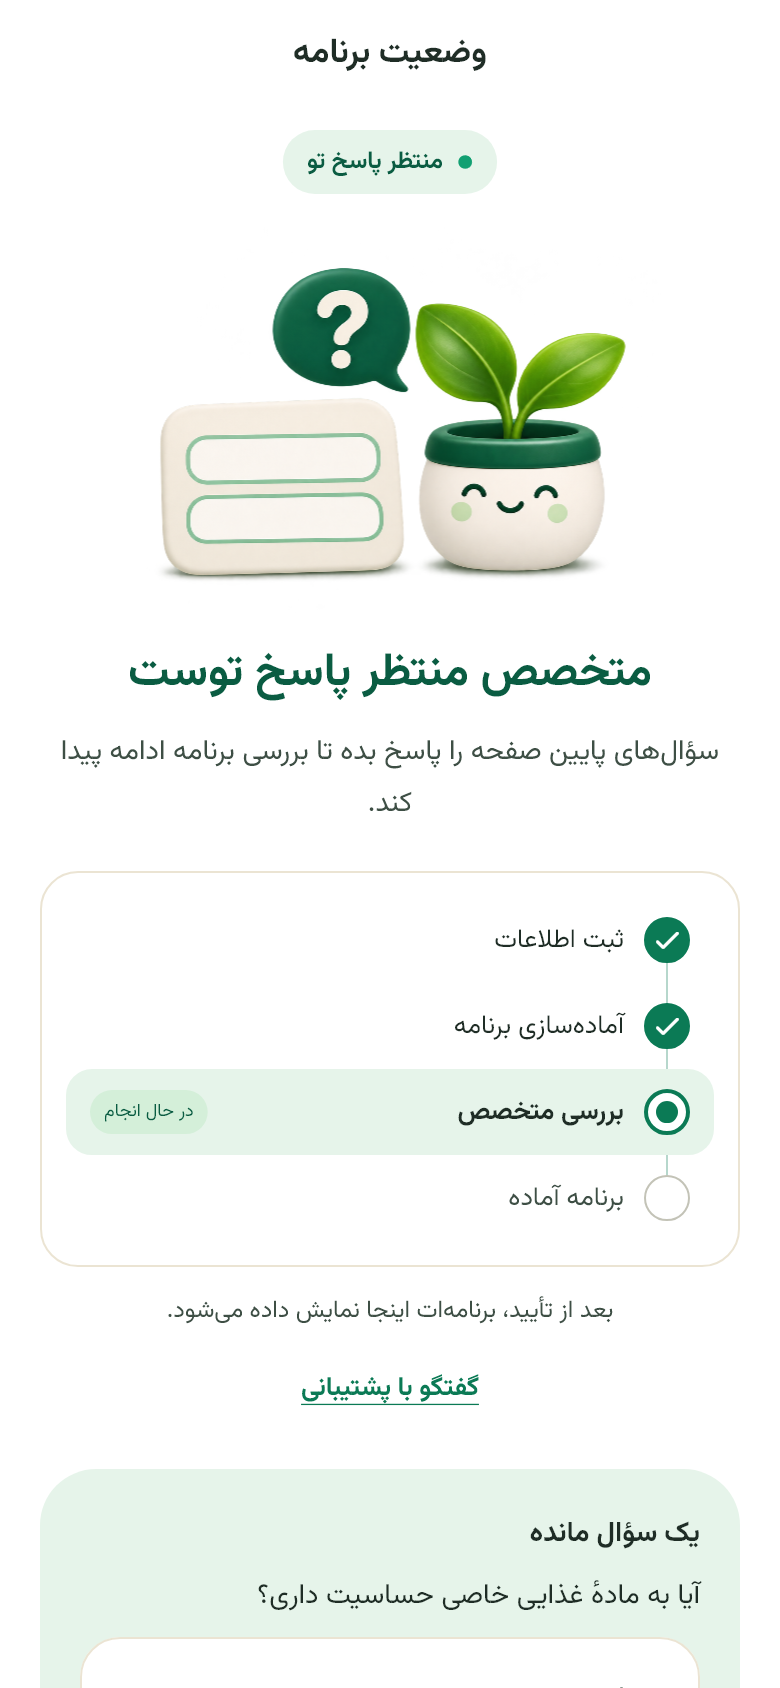 وضعیت برنامه
منتظر پاسخ تو
?
متخصص منتظر پاسخ توست
سؤال‌های پایین صفحه را پاسخ بده تا بررسی برنامه ادامه پیدا
کند.
ثبت اطلاعات
آماده‌سازی برنامه
بررسی متخصص
در حال انجام
برنامه آماده
بعد از تأیید، برنامه‌ات اینجا نمایش داده می‌شود.
گفتگو با پشتیبانی
یک سؤال مانده
آیا به مادهٔ غذایی خاصی حساسیت داری؟